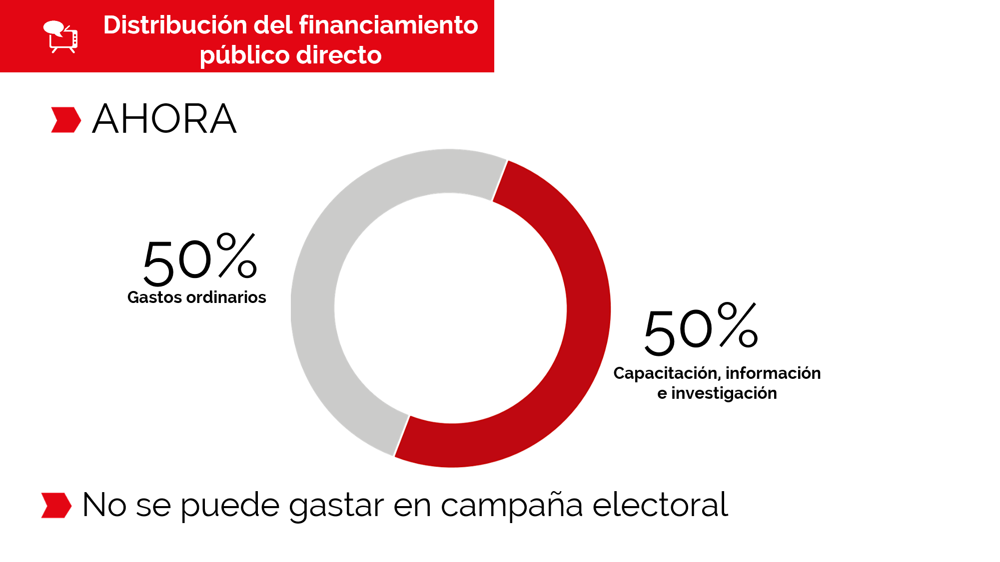 Distribución del financiamiento
público directo
AHORA
50%
Gastos ordinarios
50%
Capacitación, información
e investigación
No se puede gastar en campaña electoral